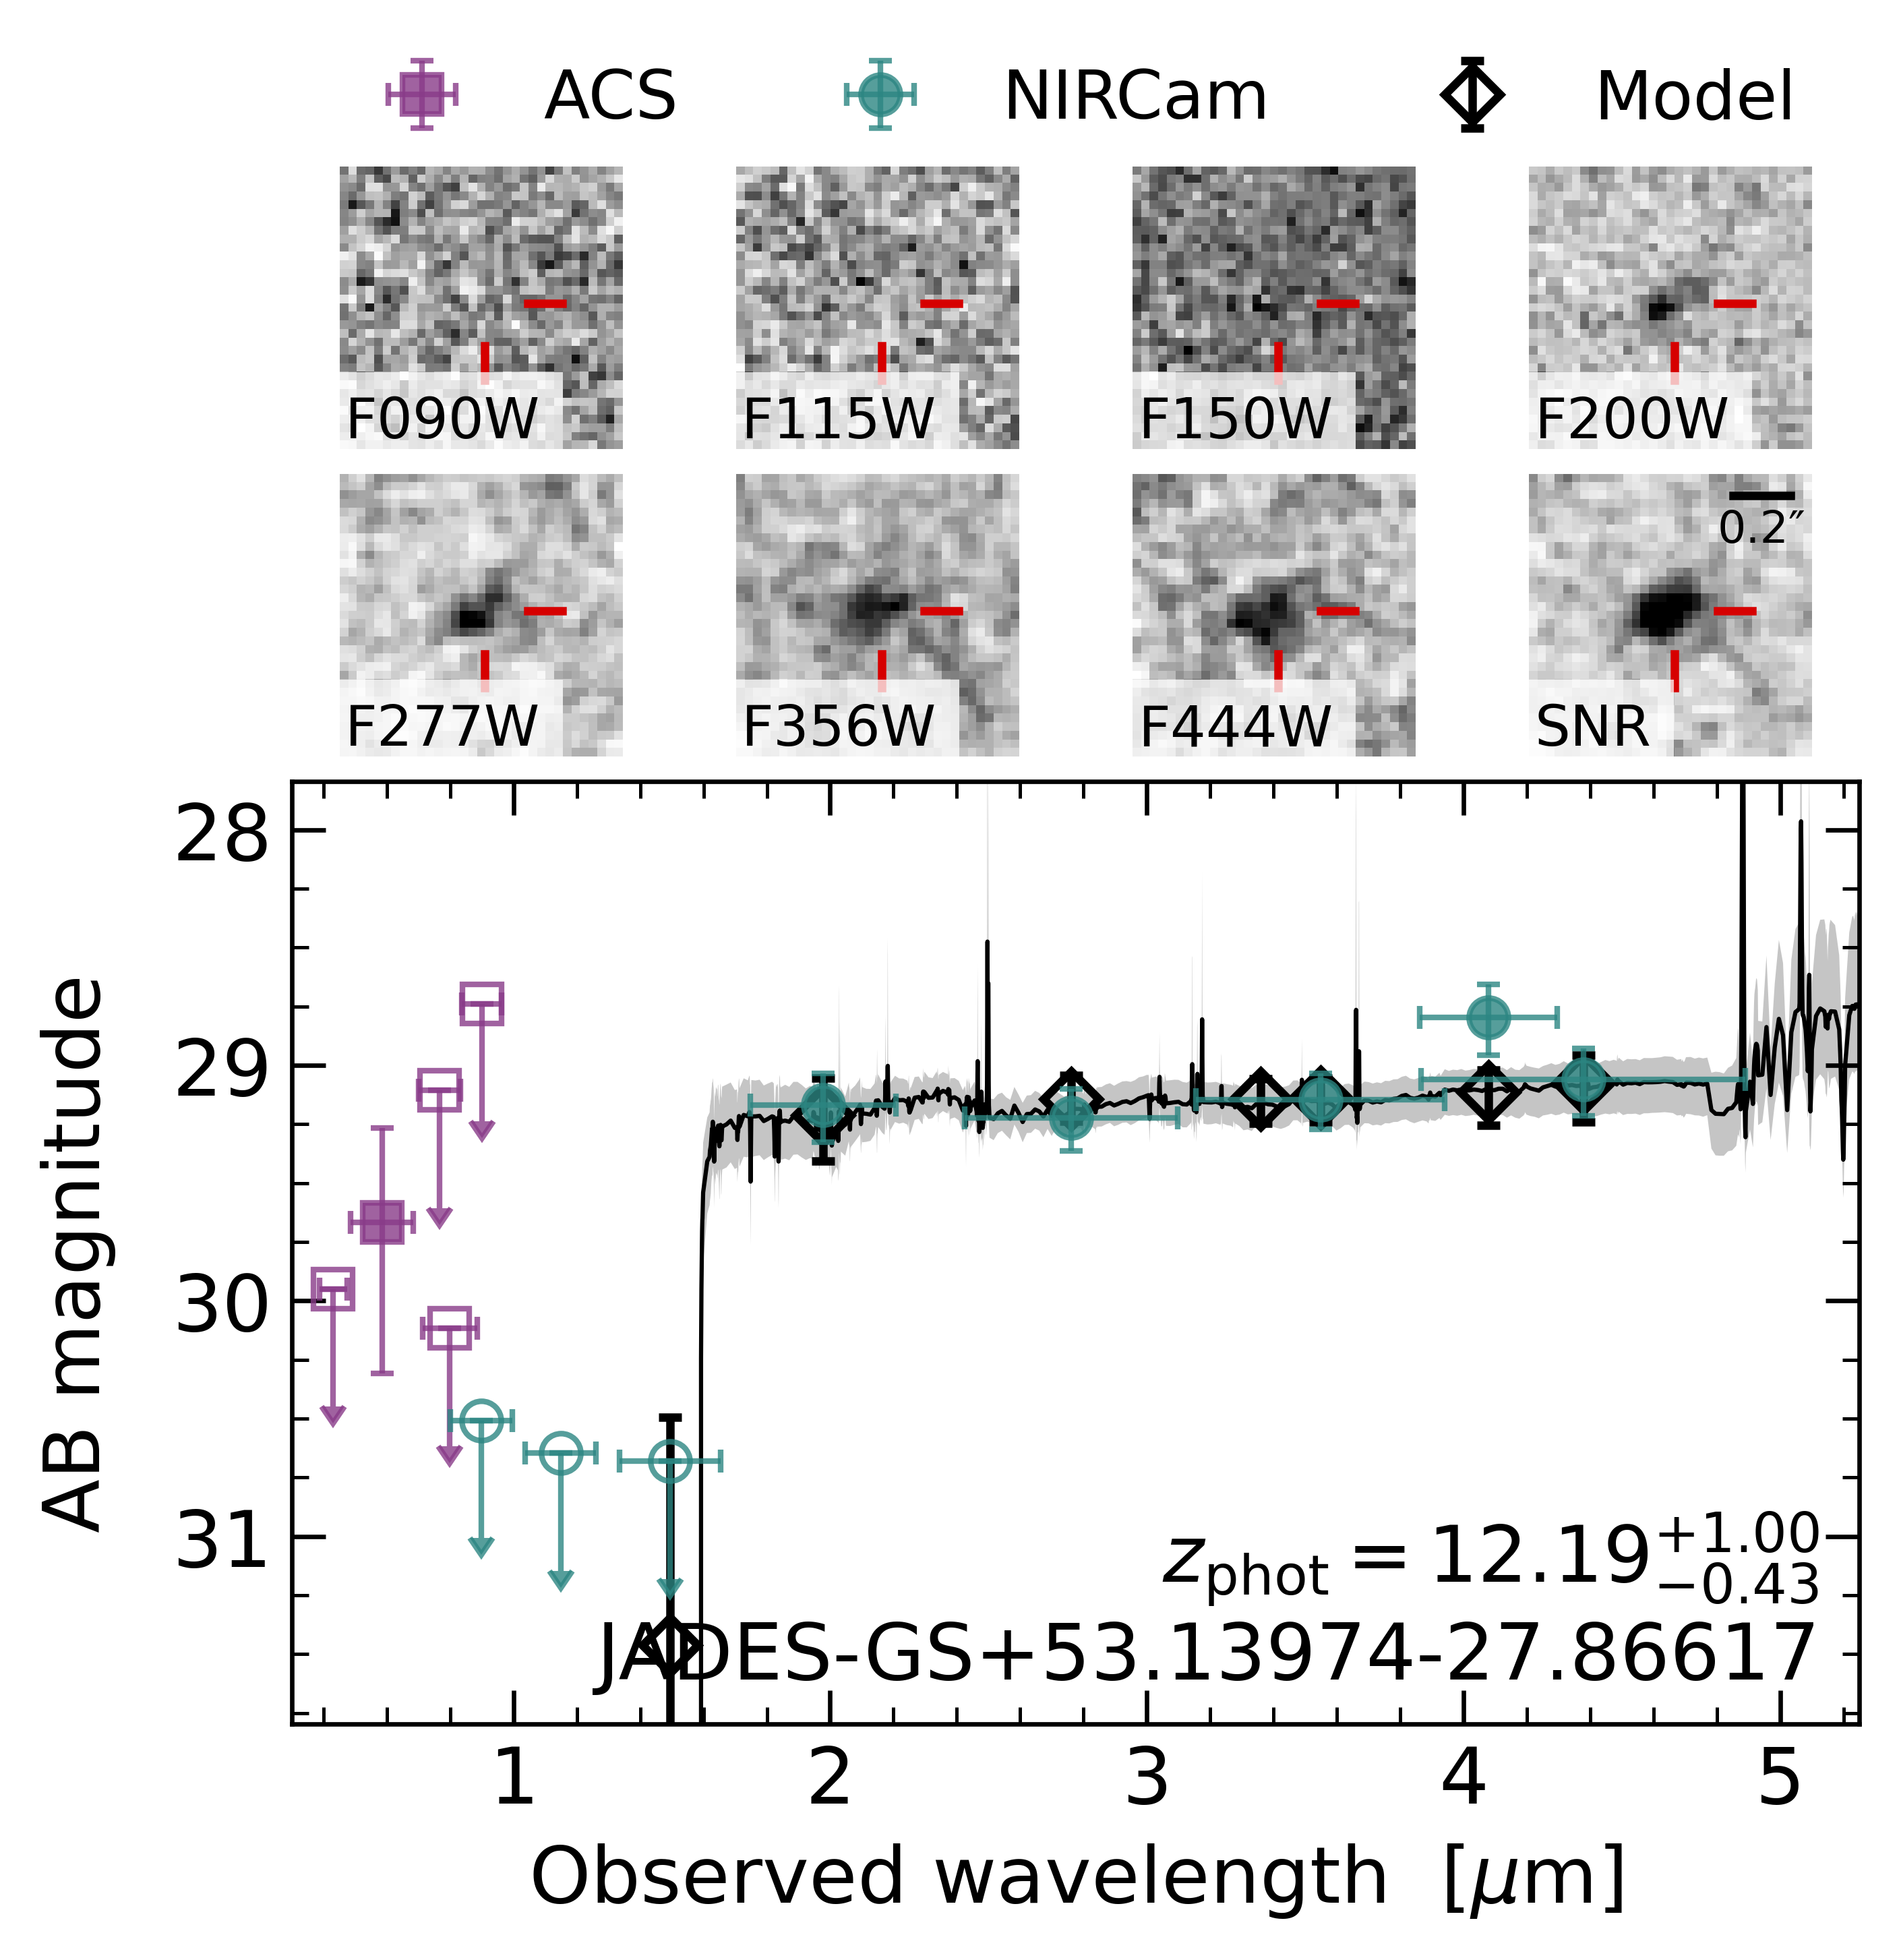 ACS NIRCam Model
F090W F115W F150W F200W
0.2″
F277W F356W F444W SNR
28
29
30
31
AB magnitude
z_phot = 12.19 +1.00 −0.43
JADES-GS+53.13974-27.86617
1 2 3 4 5
Observed wavelength [μm]